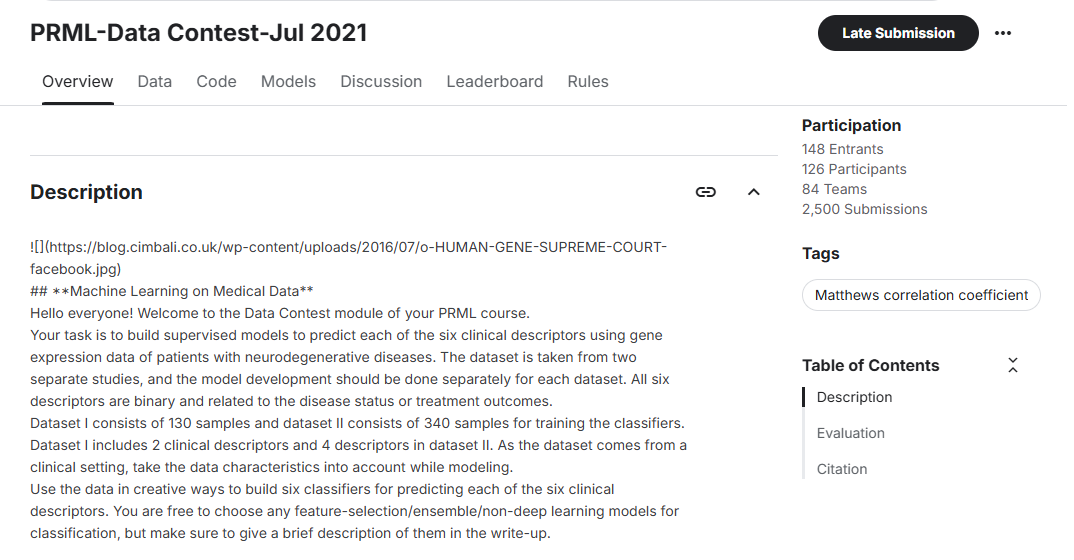 PRML-Data Contest-Jul 2021
Late Submission
Overview Data Code Models Discussion Leaderboard Rules
Description
![](https://blog.cimbali.co.uk/wp-content/uploads/2016/07/o-HUMAN-GENE-SUPREME-COURT-
facebook.jpg)
## **Machine Learning on Medical Data**
Hello everyone! Welcome to the Data Contest module of your PRML course.
Your task is to build supervised models to predict each of the six clinical descriptors using gene
expression data of patients with neurodegenerative diseases. The dataset is taken from two
separate studies, and the model development should be done separately for each dataset. All six
descriptors are binary and related to the disease status or treatment outcomes.
Dataset I consists of 130 samples and dataset II consists of 340 samples for training the classifiers.
Dataset I includes 2 clinical descriptors and 4 descriptors in dataset II. As the dataset comes from a
clinical setting, take the data characteristics into account while modeling.
Use the data in creative ways to build six classifiers for predicting each of the six clinical
descriptors. You are free to choose any feature-selection/ensemble/non-deep learning models for
classification, but make sure to give a brief description of them in the write-up.
Participation
148 Entrants
126 Participants
84 Teams
2,500 Submissions
Tags
Matthews correlation coefficient
Table of Contents
Description
Evaluation
Citation